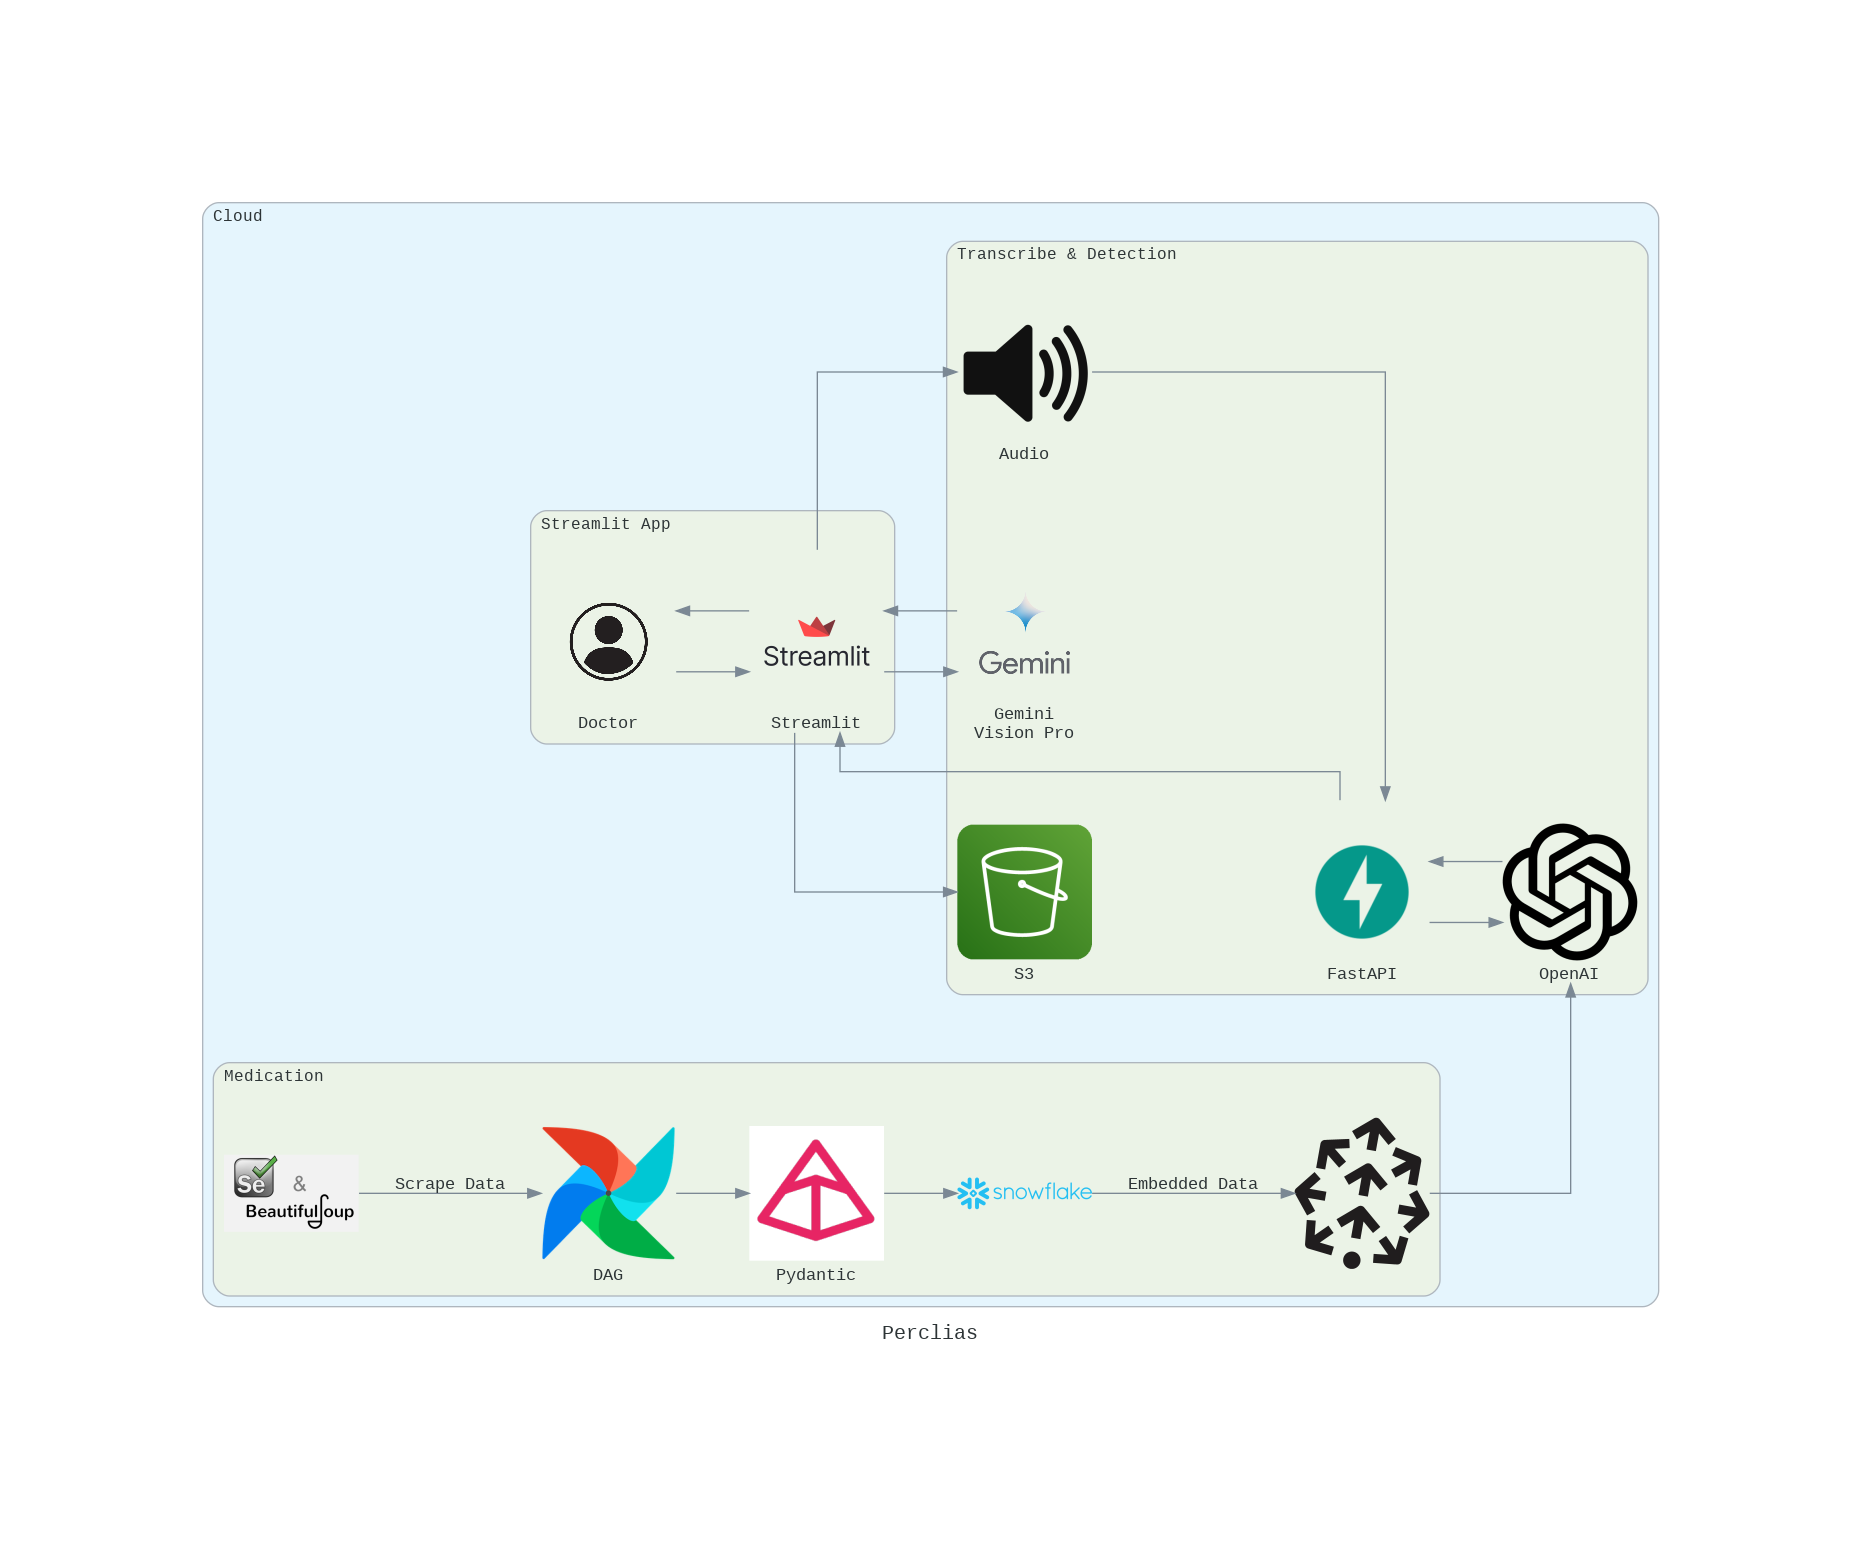 Cloud
Transcribe & Detection
Audio
Streamlit App
Streamlit
Gemini
Doctor
Streamlit
Gemini
Vision Pro
S3
FastAPI
OpenAI
Medication
Se
&
BeautifulSoup
Scrape Data
snowflake
Embedded Data
DAG
Pydantic
Perclias